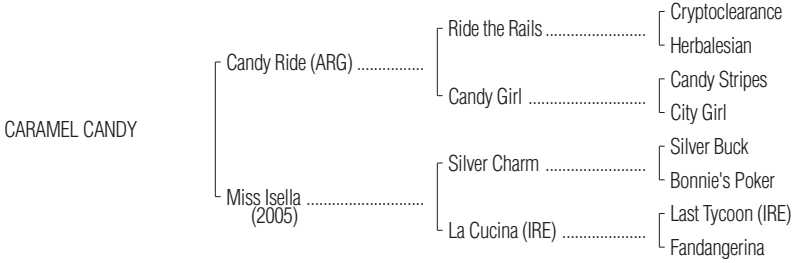 Cryptoclearance
Ride the Rails ........................
Herbalesian
Candy Ride (ARG) ................
Candy Stripes
Candy Girl ............................
City Girl
CARAMEL CANDY
Silver Buck
Silver Charm ........................
Bonnie's Poker
Miss Isella ............................
(2005)
Last Tycoon (IRE)
La Cucina (IRE) ....................
Fandangerina